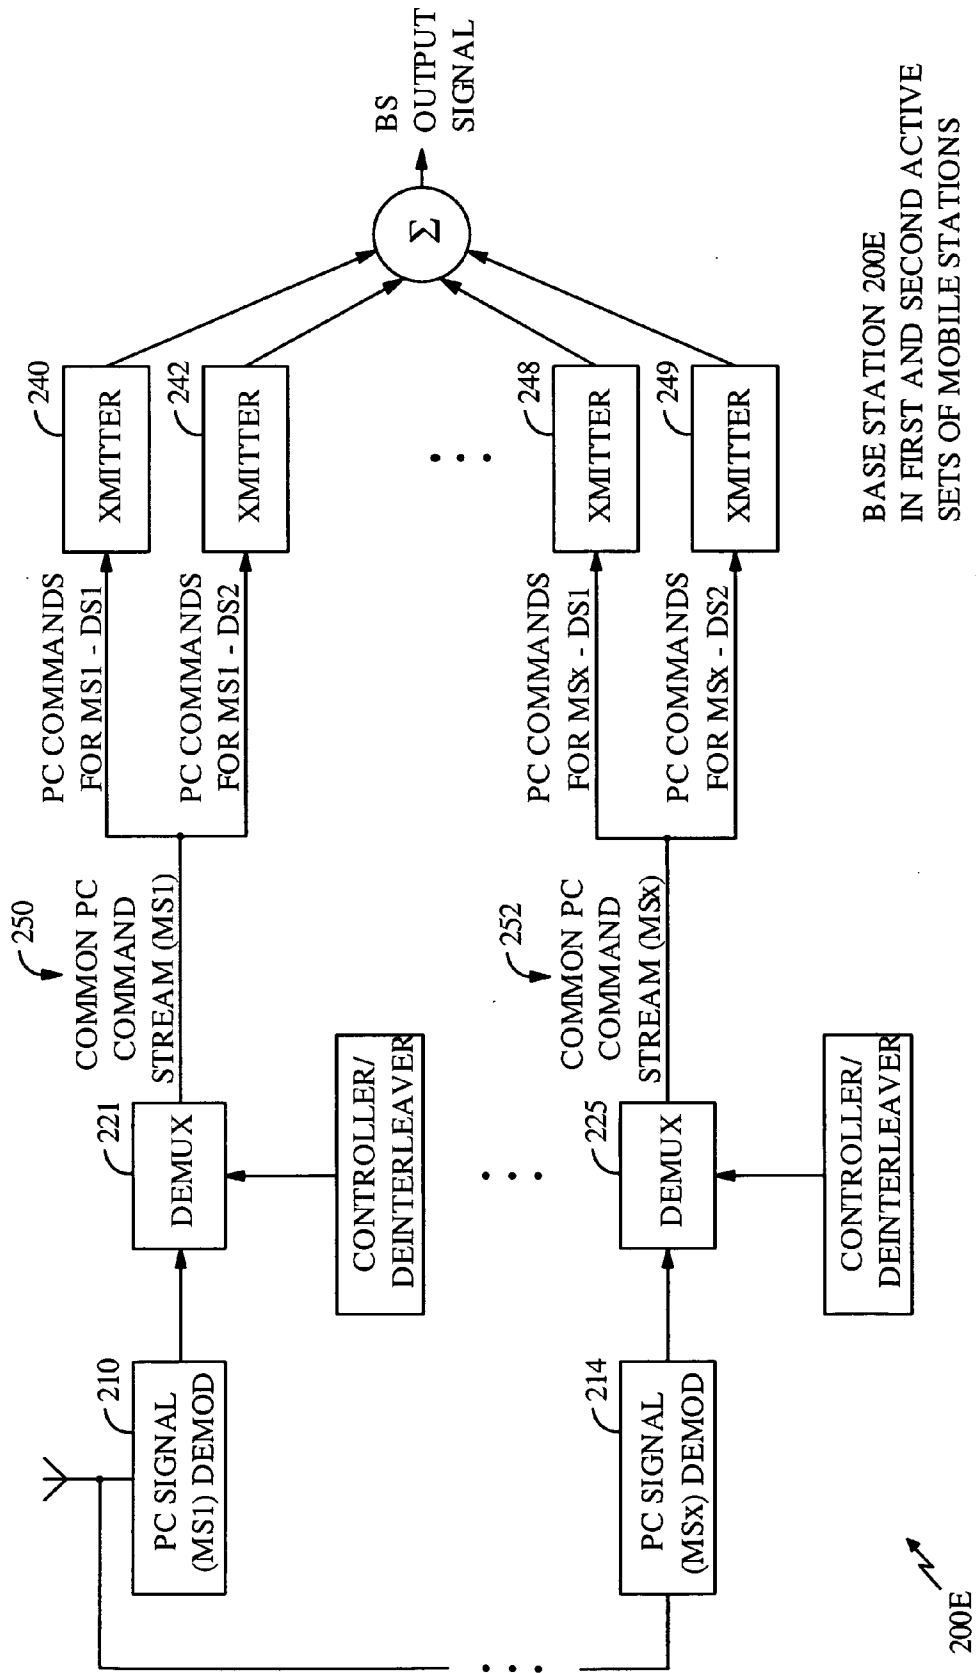 210
PC SIGNAL
(MS1) DEMOD
221
DEMUX
CONTROLLER/
DEINTERLEAVER
250
COMMON PC
COMMAND
STREAM (MS1)
PC COMMANDS
FOR MS1 - DS1
PC COMMANDS
FOR MS1 - DS2
240
XMITTER
242
XMITTER
214
PC SIGNAL
(MSx) DEMOD
225
DEMUX
CONTROLLER/
DEINTERLEAVER
252
COMMON PC
COMMAND
STREAM (MSx)
PC COMMANDS
FOR MSx - DS1
PC COMMANDS
FOR MSx - DS2
248
XMITTER
249
XMITTER
Σ
BS
OUTPUT
SIGNAL
200E
BASE STATION 200E
IN FIRST AND SECOND ACTIVE
SETS OF MOBILE STATIONS